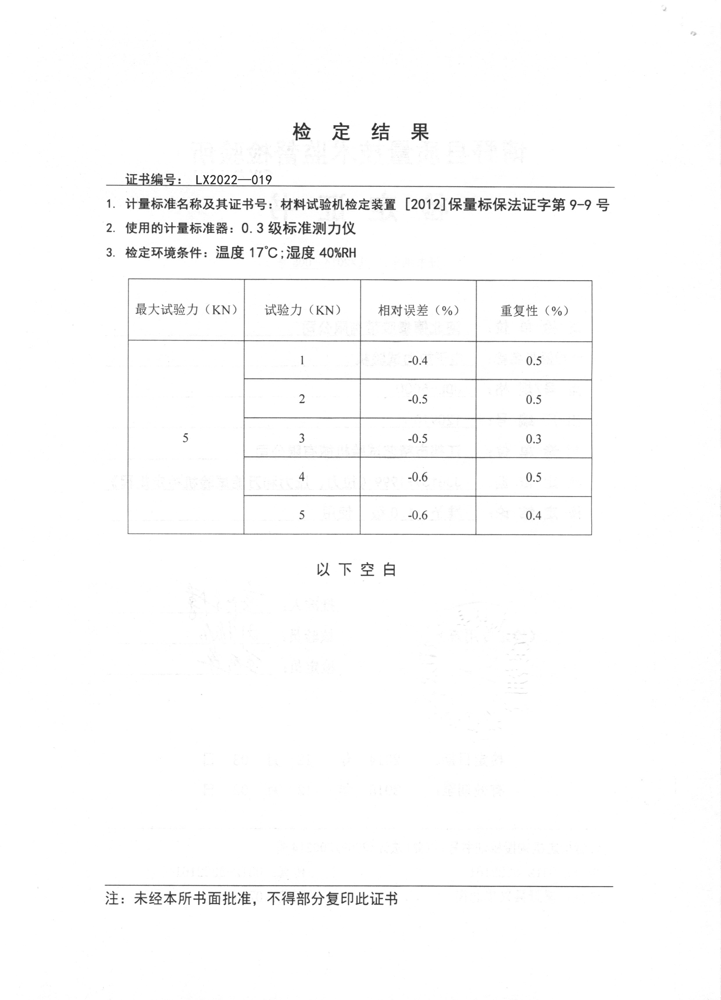 检 定 结 果
证书编号： LX2022—019
1. 计量标准名称及其证书号：材料试验机检定装置 [2012]保量标保法证字第 9-9 号
2. 使用的计量标准器：0.3 级标准测力仪
3. 检定环境条件：温度 17℃;湿度 40%RH
最大试验力（KN） 试验力（KN） 相对误差（%） 重复性（%）
1 -0.4 0.5
2 -0.5 0.5
5 3 -0.5 0.3
4 -0.6 0.5
5 -0.6 0.4
以 下 空 白
注：未经本所书面批准，不得部分复印此证书